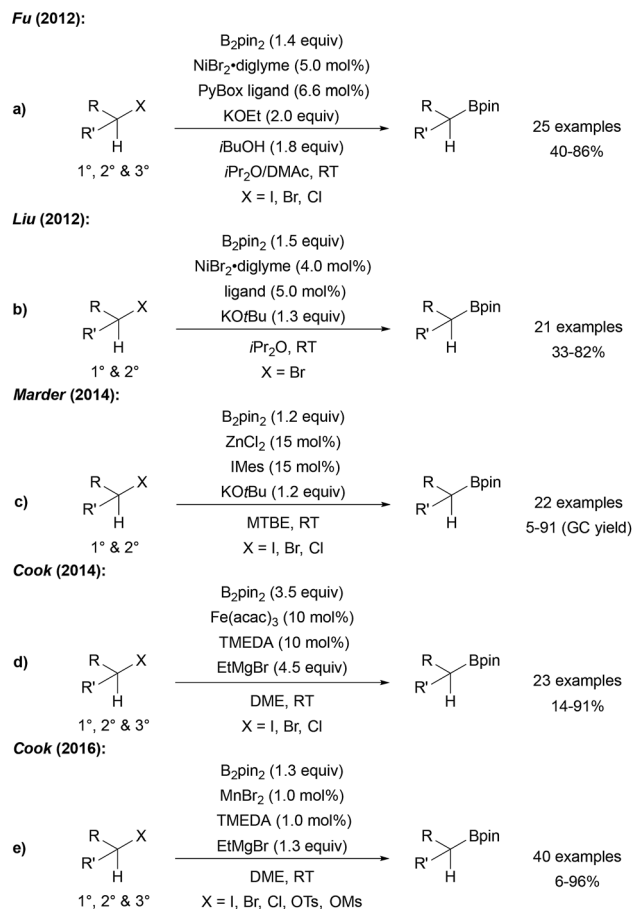 Fu (2012):
B2pin2 (1.4 equiv)
NiBr2•diglyme (5.0 mol%)
PyBox ligand (6.6 mol%)
KOEt (2.0 equiv)
a)
R
X
R'
H
1°, 2° & 3°
iBuOH (1.8 equiv)
iPr2O/DMAc, RT
X = I, Br, Cl
R
Bpin
R'
H
25 examples
40-86%
Liu (2012):
B2pin2 (1.5 equiv)
NiBr2•diglyme (4.0 mol%)
ligand (5.0 mol%)
KOtBu (1.3 equiv)
b)
R
X
R'
H
1° & 2°
iPr2O, RT
X = Br
R
Bpin
R'
H
21 examples
33-82%
Marder (2014):
B2pin2 (1.2 equiv)
ZnCl2 (15 mol%)
IMes (15 mol%)
KOtBu (1.2 equiv)
c)
R
X
R'
H
1° & 2°
MTBE, RT
X = I, Br, Cl
R
Bpin
R'
H
22 examples
5-91 (GC yield)
Cook (2014):
B2pin2 (3.5 equiv)
Fe(acac)3 (10 mol%)
TMEDA (10 mol%)
EtMgBr (4.5 equiv)
d)
R
X
R'
H
1°, 2° & 3°
DME, RT
X = I, Br, Cl
R
Bpin
R'
H
23 examples
14-91%
Cook (2016):
B2pin2 (1.3 equiv)
MnBr2 (1.0 mol%)
TMEDA (1.0 mol%)
EtMgBr (1.3 equiv)
e)
R
X
R'
H
1°, 2° & 3°
DME, RT
X = I, Br, Cl, OTs, OMs
R
Bpin
R'
H
40 examples
6-96%